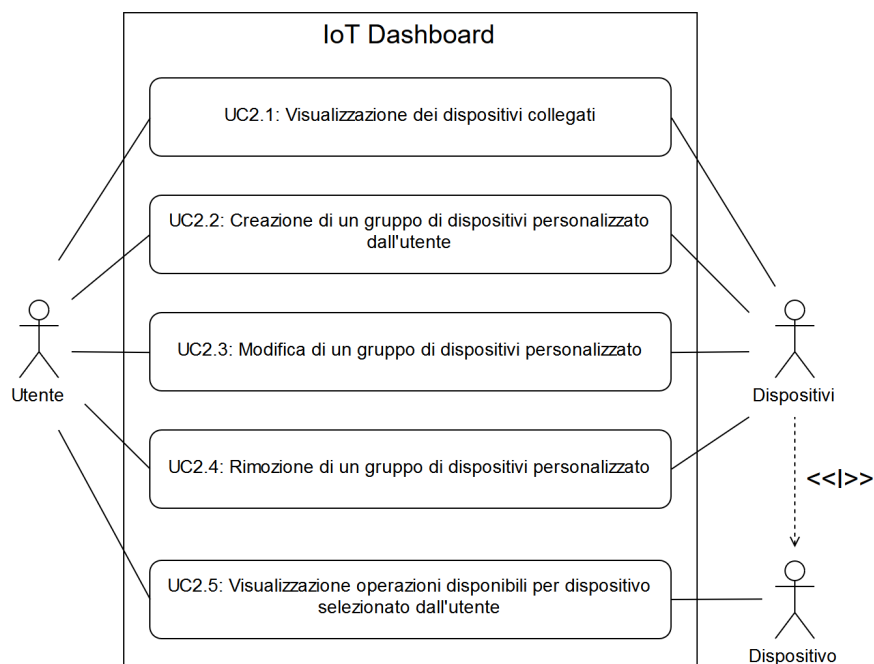 IoT Dashboard
UC2.1: Visualizzazione dei dispositivi collegati
UC2.2: Creazione di un gruppo di dispositivi personalizzato
dall'utente
UC2.3: Modifica di un gruppo di dispositivi personalizzato
Utente
Dispositivi
UC2.4: Rimozione di un gruppo di dispositivi personalizzato
<<I>>
UC2.5: Visualizzazione operazioni disponibili per dispositivo
selezionato dall'utente
Dispositivo